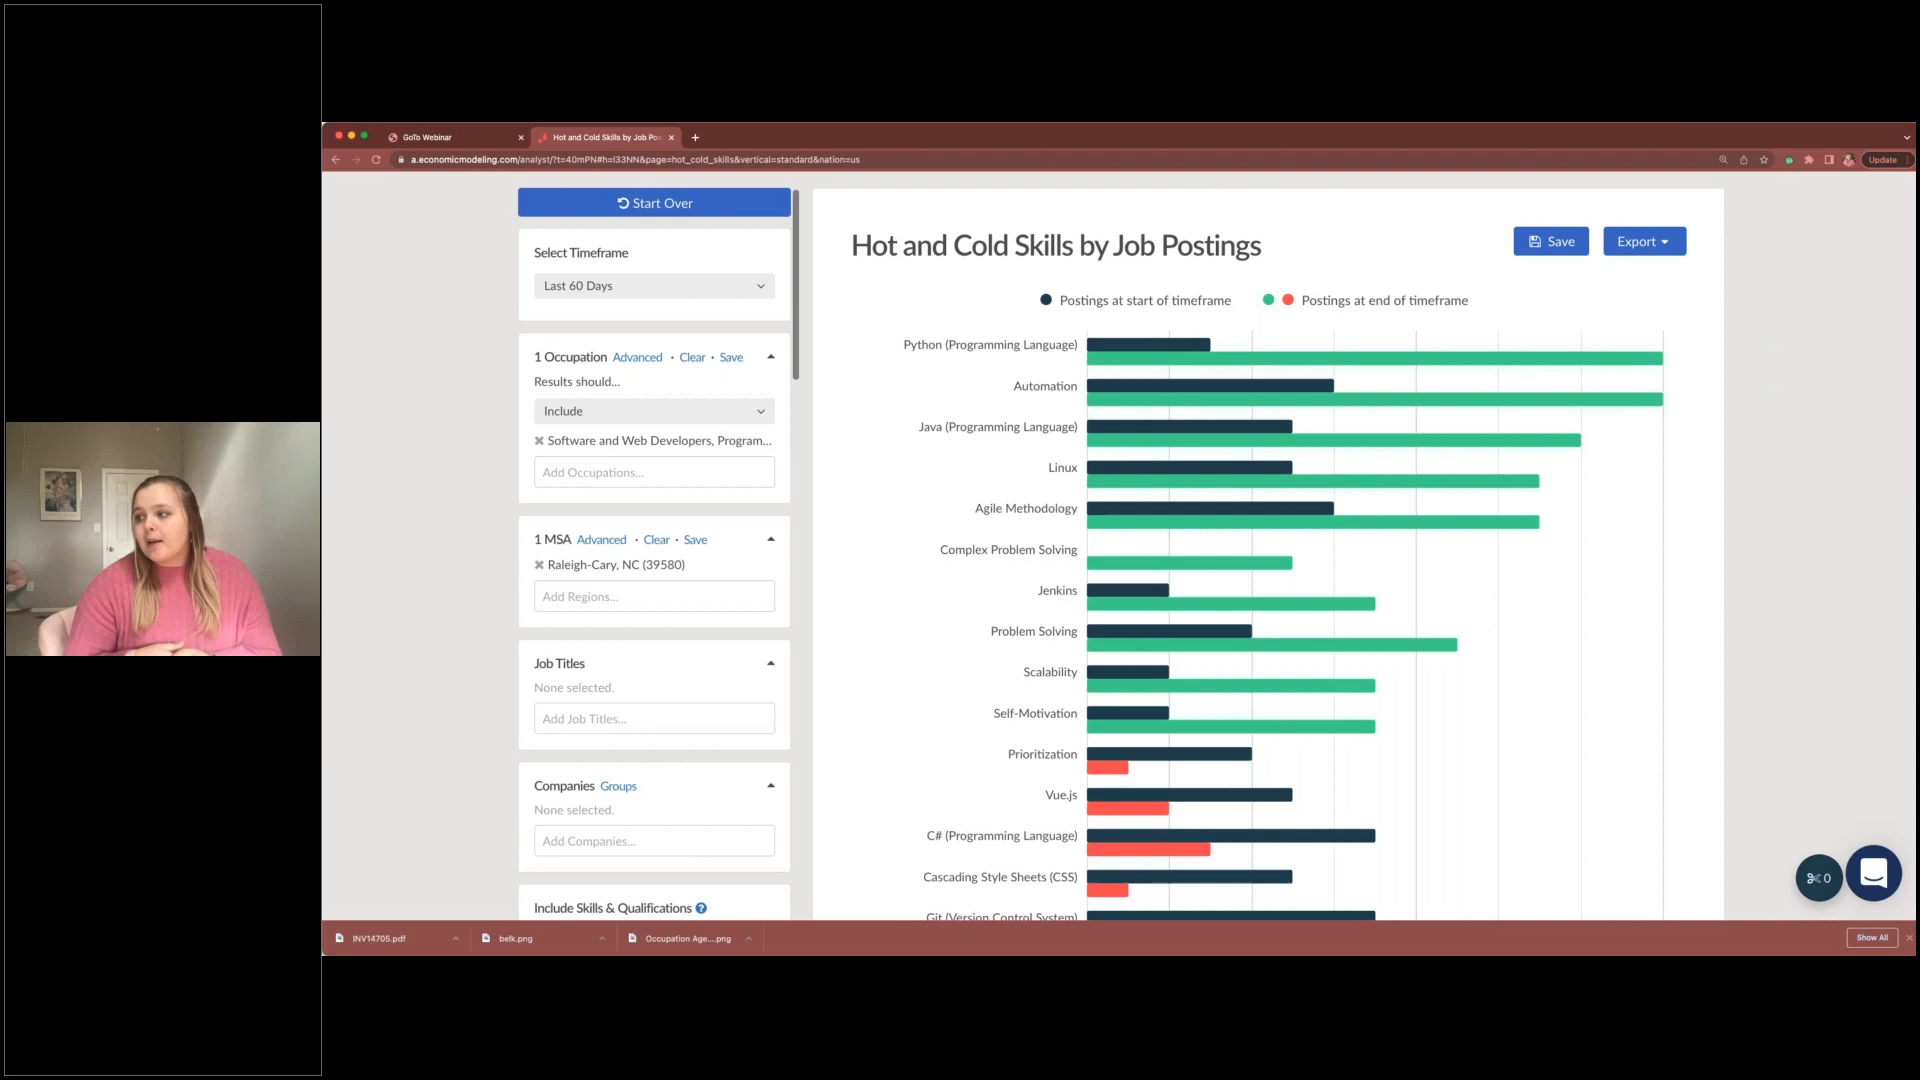 GoTo Webinar
Hot and Cold Skills by Job Po
a.economicmodeling.com/analyst/?t=40mPN#h=I33NN&page=hot_cold_skills&vertical=standard&nation=us
Update
Start Over
Select Timeframe
Last 60 Days
1 Occupation Advanced · Clear · Save
Results should...
Include
Software and Web Developers, Program...
Add Occupations...
1 MSA Advanced · Clear · Save
Raleigh-Cary, NC (39580)
Add Regions...
Job Titles
None selected.
Add Job Titles...
Companies Groups
None selected.
Add Companies...
Include Skills & Qualifications
Hot and Cold Skills by Job Postings
Save
Export
Postings at start of timeframe
Postings at end of timeframe
Python (Programming Language)
Automation
Java (Programming Language)
Linux
Agile Methodology
Complex Problem Solving
Jenkins
Problem Solving
Scalability
Self-Motivation
Prioritization
Vue.js
C# (Programming Language)
Cascading Style Sheets (CSS)
Git (Version Control System)
0
INV14705.pdf
belk.png
Occupation Age....png
Show All